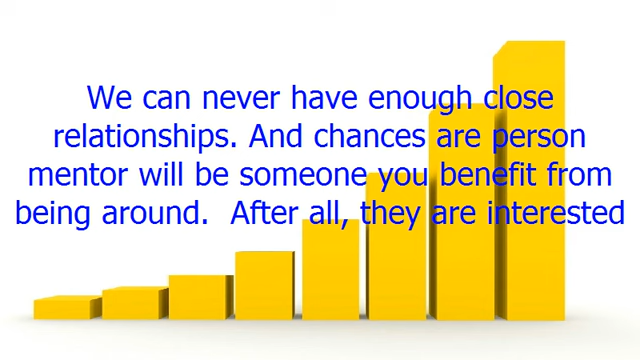 We can never have enough close
relationships. And chances are person
mentor will be someone you benefit from
being around.  After all, they are interested